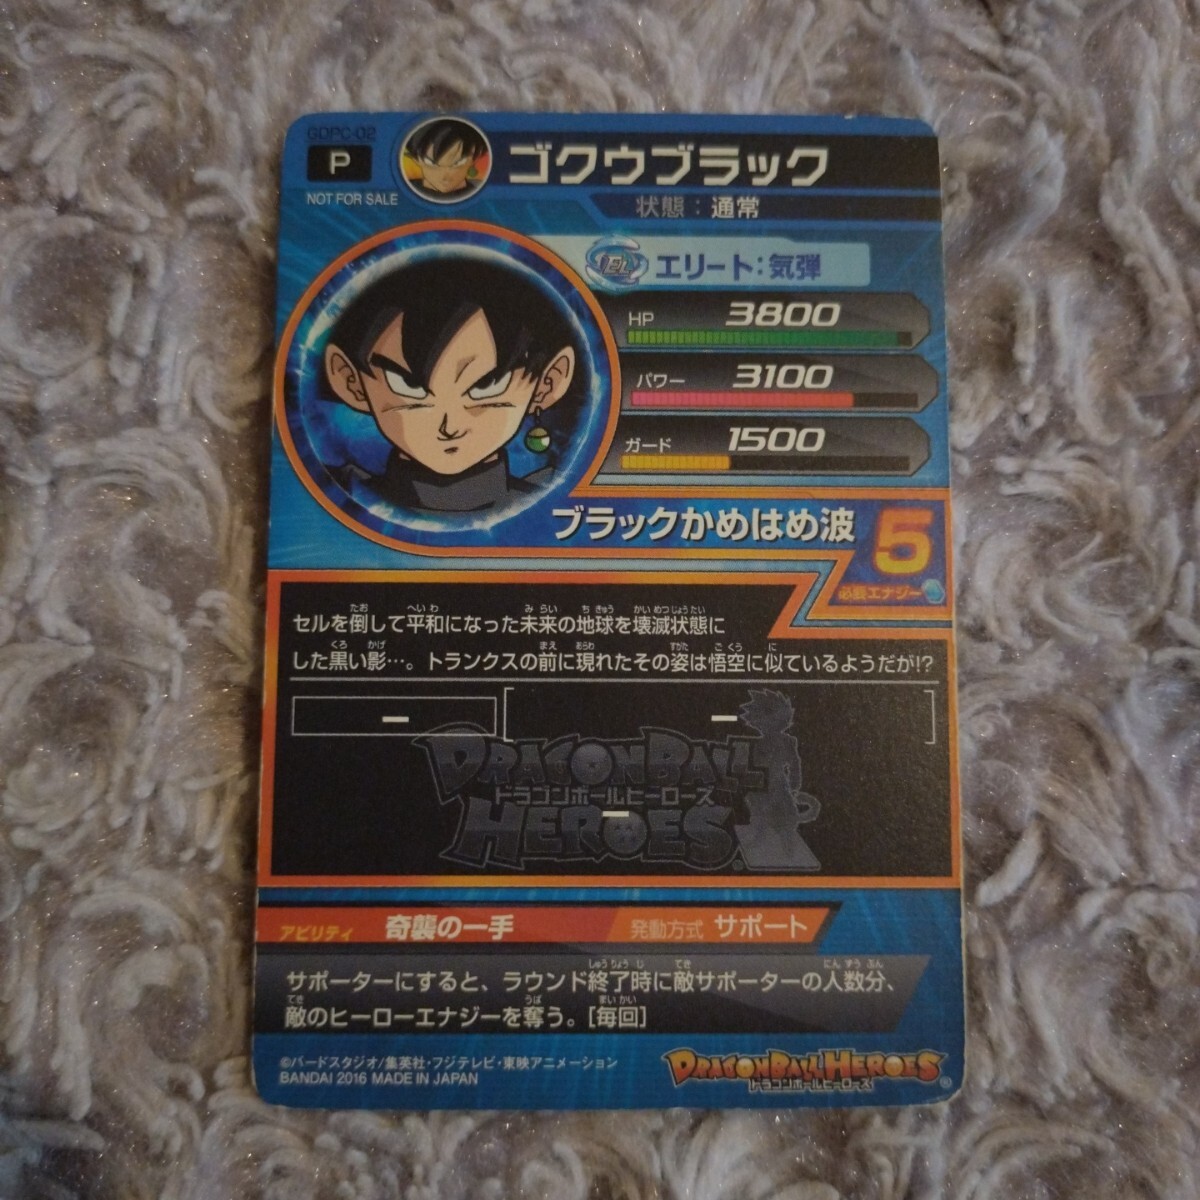 GDPC-02
P
NOT FOR SALE
ゴクウブラック
状態：通常
EL エリート：気弾
HP 3800
パワー 3100
ガード 1500
ブラックかめはめ波
5
必要エナジー
セルを倒して平和になった未来の地球を壊滅状態に
した黒い影…。トランクスの前に現れたその姿は悟空に似ているようだが!?
ー
ー
ー
DRAGONBALL
ドラゴンボールヒーローズ
HEROES
アビリティ 奇襲の一手 発動方式 サポート
サポーターにすると、ラウンド終了時に敵サポーターの人数分、
敵のヒーローエナジーを奪う。[毎回]
©バードスタジオ/集英社・フジテレビ・東映アニメーション
BANDAI 2016 MADE IN JAPAN
DRAGONBALL HEROES
ドラゴンボールヒーローズ
®